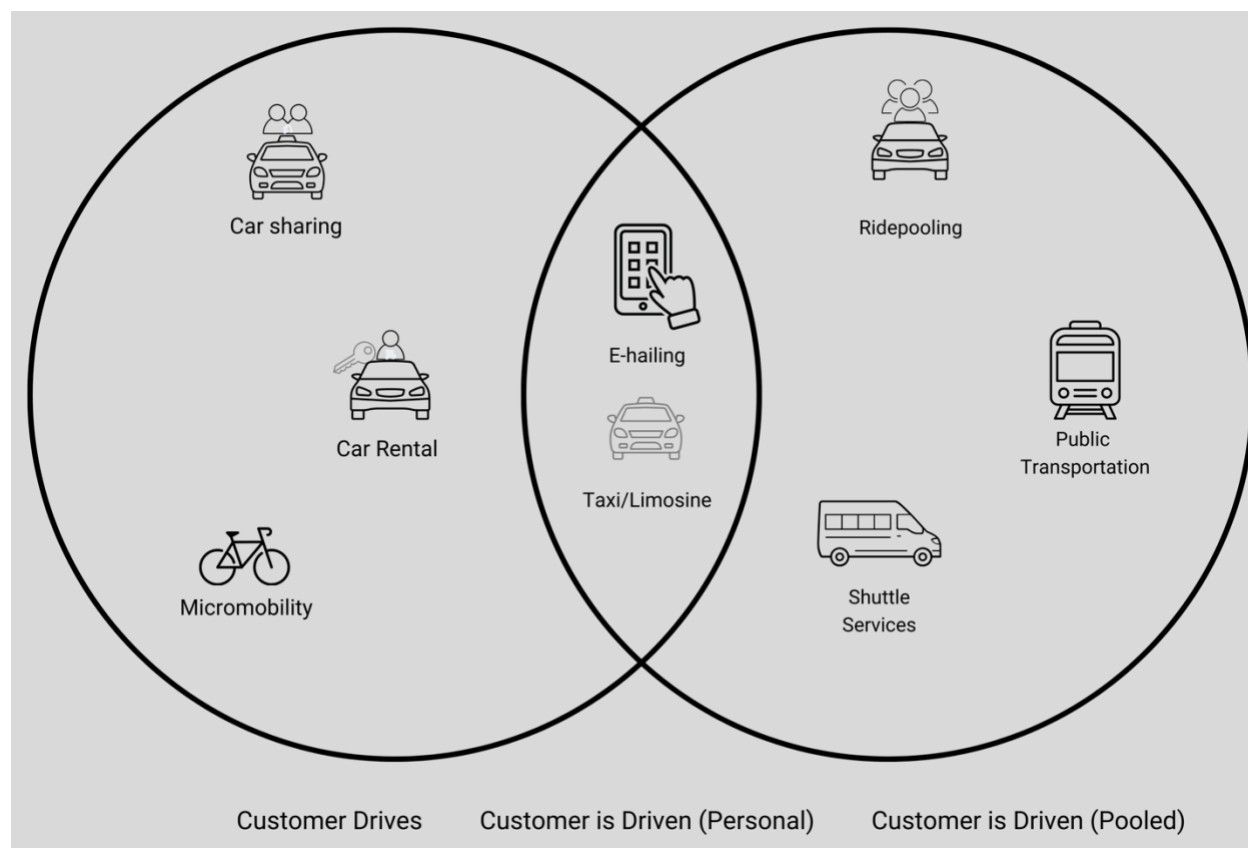 Car sharing
Ridepooling
E-hailing
Car Rental
Public
Transportation
Taxi/Limosine
Micromobility
Shuttle
Services
Customer Drives
Customer is Driven (Personal)
Customer is Driven (Pooled)